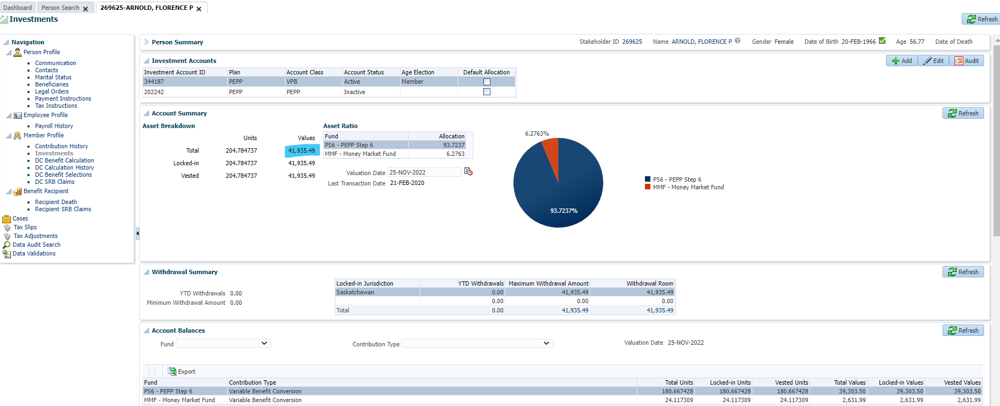 Dashboard Person Search 269625-ARNOLD, FLORENCE P
Investments
Refresh
Navigation
Person Profile
Communication
Contacts
Marital Status
Beneficiaries
Legal Orders
Payment Instructions
Tax Instructions
Employee Profile
Payroll History
Member Profile
Contribution History
Investments
DC Benefit Calculation
DC Calculation History
DC Benefit Selections
DC SRB Claims
Benefit Recipient
Recipient Death
Recipient SRB Claims
Cases
Tax Slips
Tax Adjustments
Data Audit Search
Data Validations
Person Summary Stakeholder ID 269625 Name ARNOLD, FLORENCE P Gender Female Date of Birth 20-FEB-1966 Age 56.77 Date of Death
Investment Accounts Add Edit Audit
Investment Account ID Plan Account Class Account Status Age Election Default Allocation
344187 PEPP VPB Active Member
202242 PEPP PEPP Inactive
Account Summary Refresh
Asset Breakdown
Units Values
Total 204.784737 41,935.49
Locked-in 204.784737 41,935.49
Vested 204.784737 41,935.49
Asset Ratio
Fund Allocation
PS6 - PEPP Step 6 93.7237
MMF - Money Market Fund 6.2763
Valuation Date 25-NOV-2022
Last Transaction Date 21-FEB-2020
6.2763%
93.7237%
PS6 - PEPP Step 6
MMF - Money Market Fund
Withdrawal Summary Refresh
YTD Withdrawals 0.00
Minimum Withdrawal Amount 0.00
Locked-in Jurisdiction YTD Withdrawals Maximum Withdrawal Amount Withdrawal Room
Saskatchewan 0.00 41,935.49 41,935.49
0.00 0.00 0.00
Total 0.00 41,935.49 41,935.49
Account Balances Refresh
Fund Contribution Type Valuation Date 25-NOV-2022
Export
Fund Contribution Type Total Units Locked-in Units Vested Units Total Values Locked-in Values Vested Values
PS6 - PEPP Step 6 Variable Benefit Conversion 180.667428 180.667428 180.667428 39,303.50 39,303.50 39,303.50
MMF - Money Market Fund Variable Benefit Conversion 24.117309 24.117309 24.117309 2,631.99 2,631.99 2,631.99